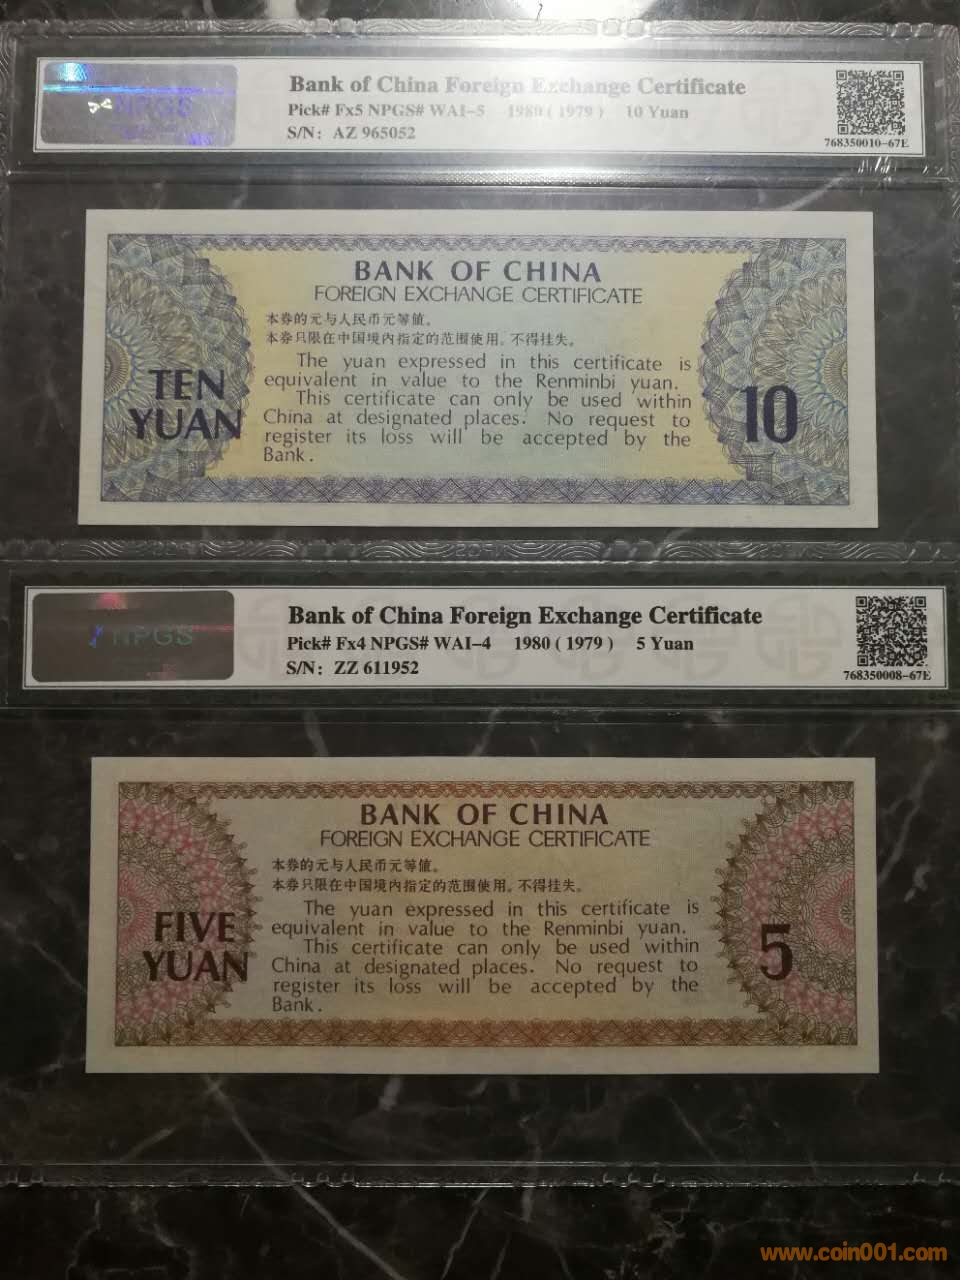 NPGS
Bank of China Foreign Exchange Certificate
Pick# Fx5 NPGS# WAI-5 1980 ( 1979 ) 10 Yuan
S/N: AZ 965052
768350010-67E
BANK OF CHINA
FOREIGN EXCHANGE CERTIFICATE
本券的元与人民币元等值。
本券只限在中国境内指定的范围使用。不得挂失。
The yuan expressed in this certificate is
equivalent in value to the Renminbi yuan.
This certificate can only be used within
China at designated places. No request to
register its loss will be accepted by the
Bank.
TEN
YUAN
10
NPGS
Bank of China Foreign Exchange Certificate
Pick# Fx4 NPGS# WAI-4 1980 ( 1979 ) 5 Yuan
S/N: ZZ 611952
768350008-67E
BANK OF CHINA
FOREIGN EXCHANGE CERTIFICATE
本券的元与人民币元等值。
本券只限在中国境内指定的范围使用。不得挂失。
The yuan expressed in this certificate is
equivalent in value to the Renminbi yuan.
This certificate can only be used within
China at designated places. No request to
register its loss will be accepted by the
Bank.
FIVE
YUAN
5
www.coin001.com